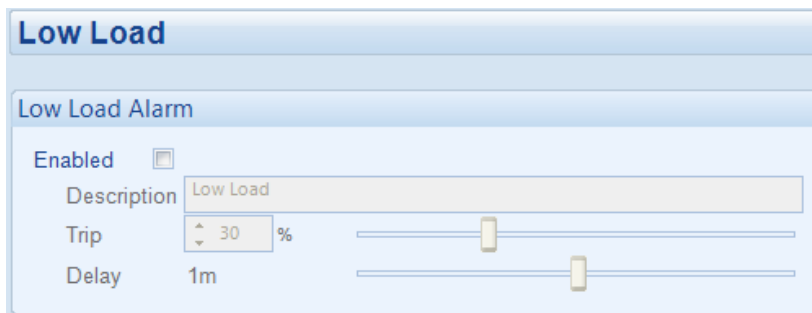 Low Load
Low Load Alarm
Enabled
Description Low Load
Trip 30 %
Delay 1m